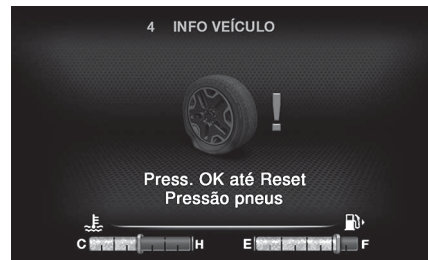 4 INFO VEÍCULO
!
Press. OK até Reset
Pressão pneus
C H E F